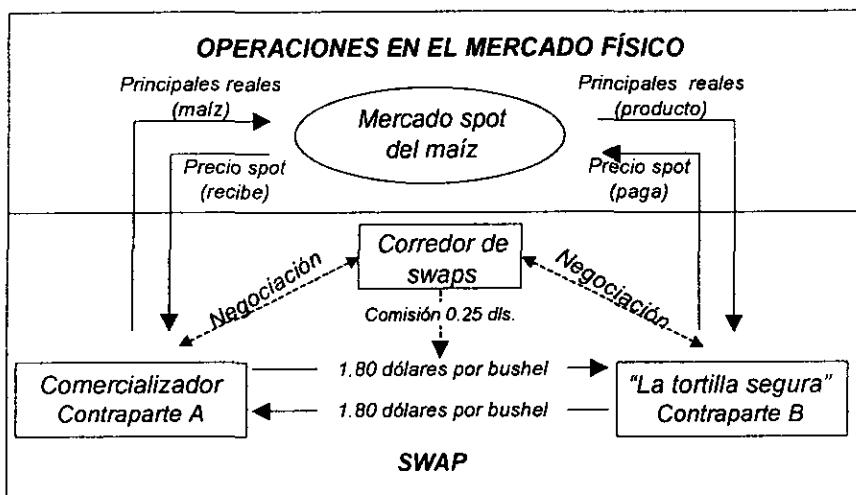 OPERACIONES EN EL MERCADO FÍSICO
Principales reales
(maíz)
Mercado spot
del maíz
Principales reales
(producto)
Precio spot
(recibe)
Precio spot
(paga)
Corredor de
swaps
Negociación
Negociación
Comisión 0.25 dls.
Comercializador
Contraparte A
1.80 dólares por bushel
1.80 dólares por bushel
"La tortilla segura"
Contraparte B
SWAP